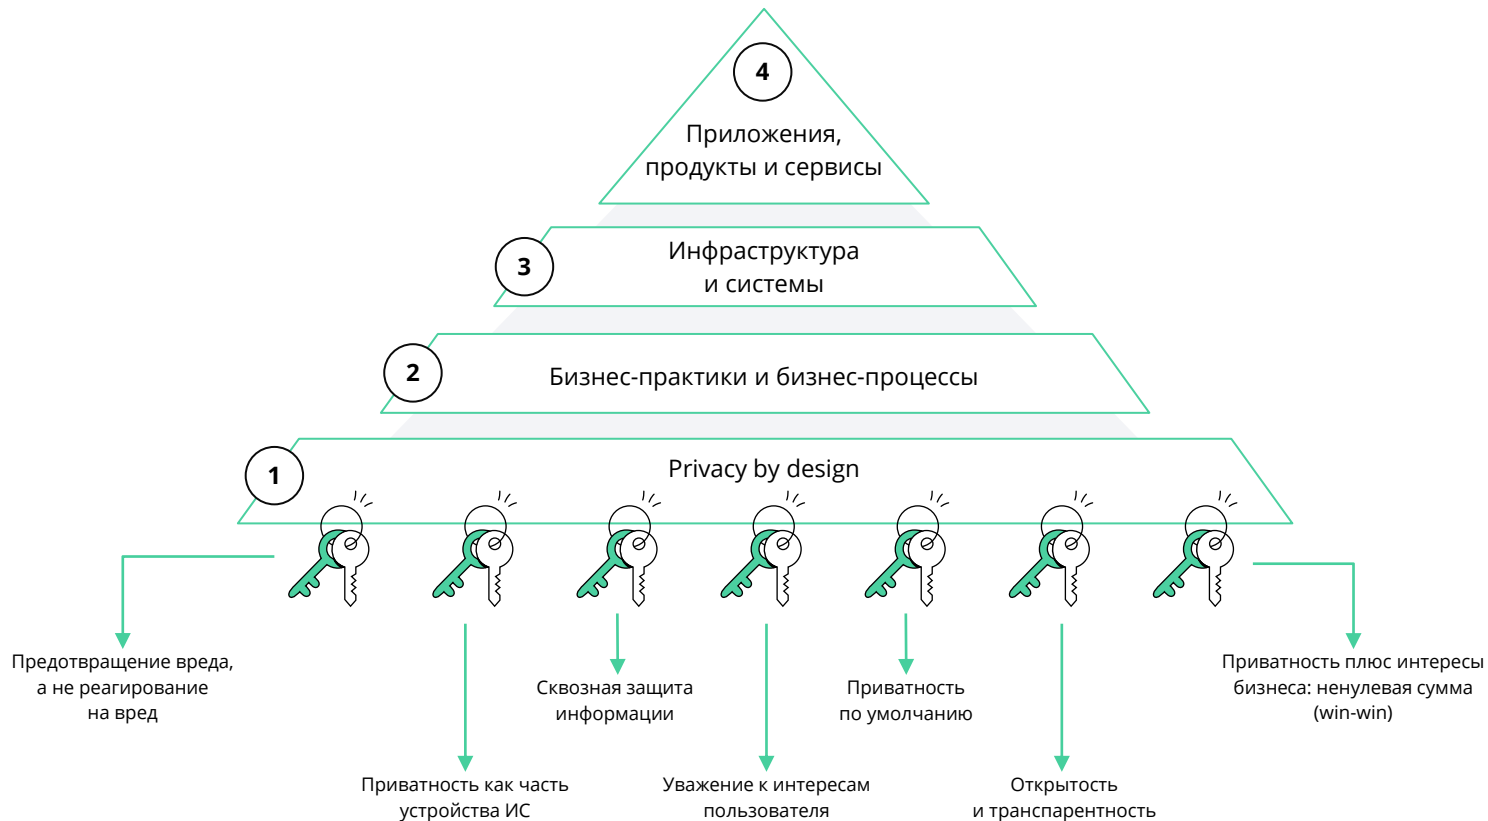 4
Приложения,
продукты и сервисы
3
Инфраструктура
и системы
2
Бизнес-практики и бизнес-процессы
1
Privacy by design
Предотвращение вреда,
а не реагирование
на вред
Приватность как часть
устройства ИС
Сквозная защита
информации
Уважение к интересам
пользователя
Приватность
по умолчанию
Открытость
и транспарентность
Приватность плюс интересы
бизнеса: ненулевая сумма
(win-win)